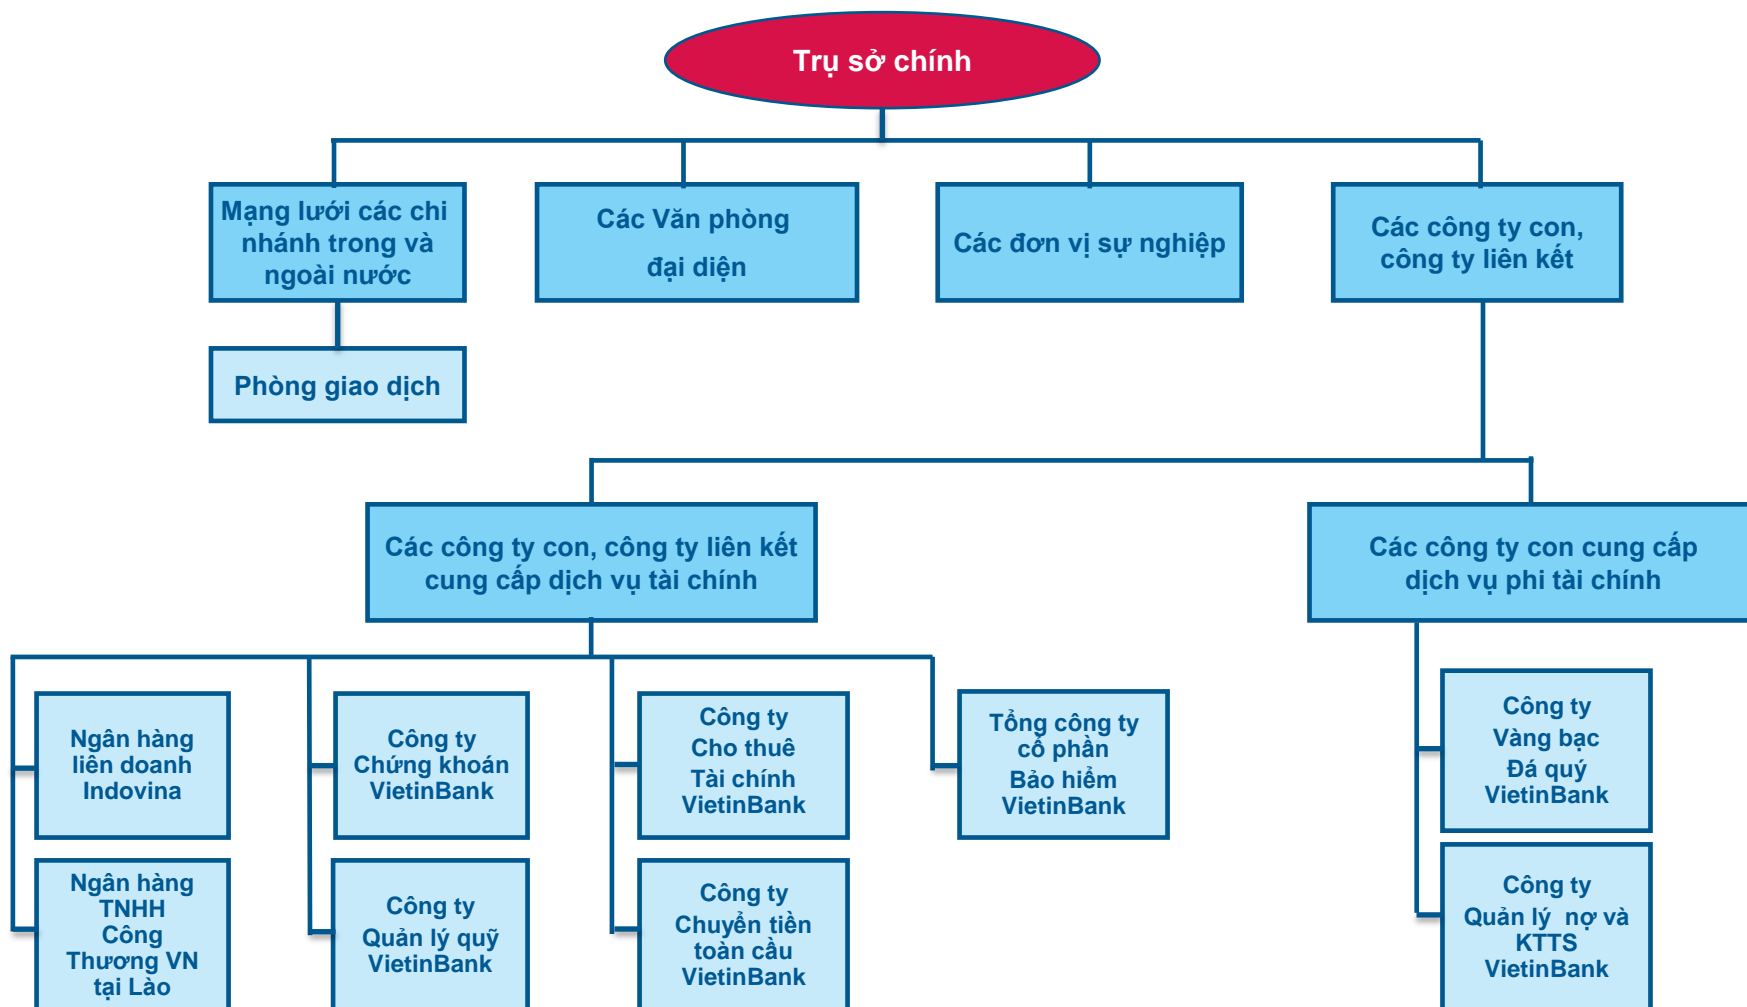 Trụ sở chính
Mạng lưới các chi
nhánh trong và
ngoài nước
Các Văn phòng
đại diện
Các đơn vị sự nghiệp
Các công ty con,
công ty liên kết
Phòng giao dịch
Các công ty con, công ty liên kết
cung cấp dịch vụ tài chính
Các công ty con cung cấp
dịch vụ phi tài chính
Ngân hàng
liên doanh
Indovina
Công ty
Chứng khoán
VietinBank
Công ty
Cho thuê
Tài chính
VietinBank
Tổng công ty
cổ phần
Bảo hiểm
VietinBank
Công ty
Vàng bạc
Đá quý
VietinBank
Ngân hàng
TNHH
Công
Thương VN
tại Lào
Công ty
Quản lý quỹ
VietinBank
Công ty
Chuyển tiền
toàn cầu
VietinBank
Công ty
Quản lý nợ và
KTTS
VietinBank